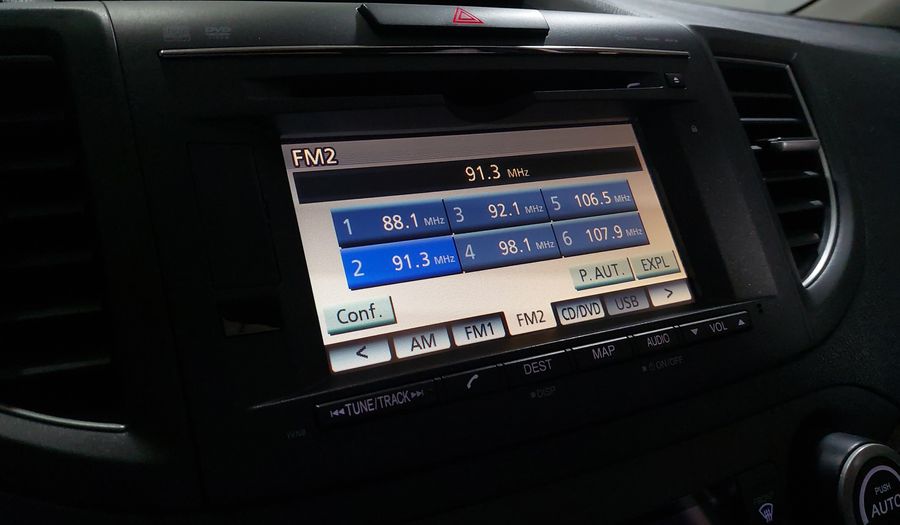 FM2
91.3 MHz
1 88.1 MHz 3 92.1 MHz 5 106.5 MHz
2 91.3 MHz 4 98.1 MHz 6 107.9 MHz
P. AUT. EXPL
Conf.
< AM FM1 FM2 CD/DVD USB >
TUNE/TRACK DEST MAP AUDIO VOL
DISP ON/OFF
PUSH
AUTO